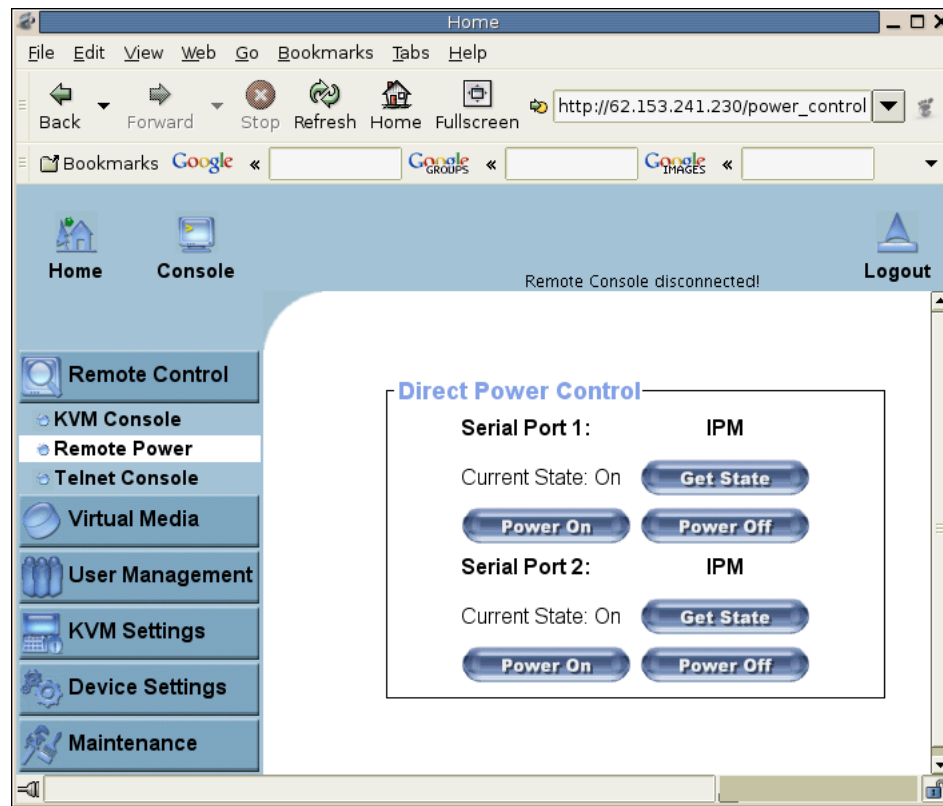 Home
File Edit View Web Go Bookmarks Tabs Help
Back Forward Stop Refresh Home Fullscreen http://62.153.241.230/power_control
Bookmarks Google « Google GROUPS « Google IMAGES «
Home Console Remote Console disconnected! Logout
Remote Control
KVM Console
Remote Power
Telnet Console
Virtual Media
User Management
KVM Settings
Device Settings
Maintenance
Direct Power Control
Serial Port 1: IPM
Current State: On Get State
Power On Power Off
Serial Port 2: IPM
Current State: On Get State
Power On Power Off